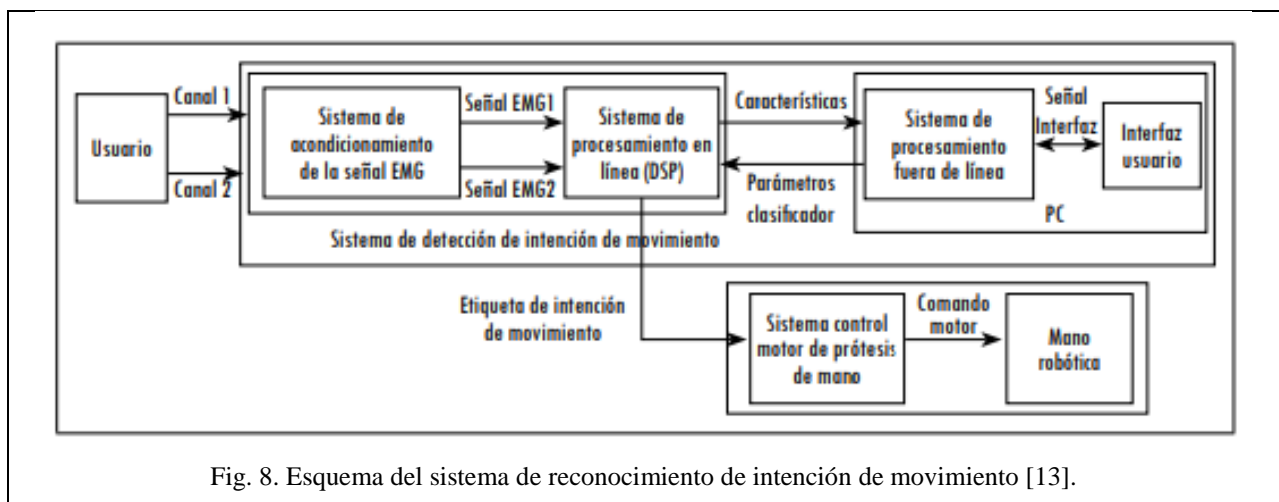 Usuario
Canal 1
Canal 2
Sistema de
acondicionamiento
de la señal EMG
Señal EMG1
Señal EMG2
Sistema de
procesamiento en
línea (DSP)
Sistema de detección de intención de movimiento
Características
Parámetros
clasificador
Sistema de
procesamiento
fuera de línea
Señal
Interfaz
Interfaz
usuario
PC
Etiqueta de intención
de movimiento
Sistema control
motor de prótesis
de mano
Comando
motor
Mano
robótica
Fig. 8. Esquema del sistema de reconocimiento de intención de movimiento [13].